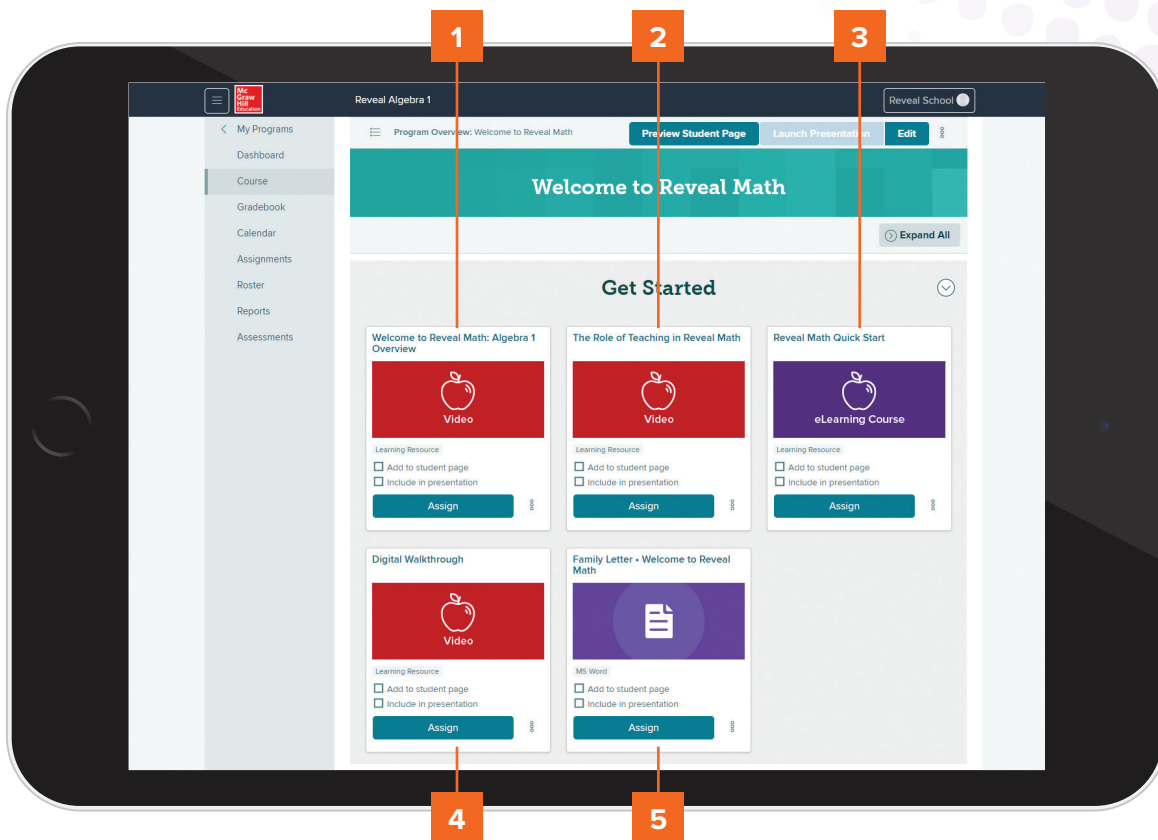 1
2
3
Mc
Graw
Hill
Education
Reveal Algebra 1
Reveal School
My Programs
Dashboard
Course
Gradebook
Calendar
Assignments
Roster
Reports
Assessments
Program Overview: Welcome to Reveal Math
Preview Student Page
Launch Presentation
Edit
Welcome to Reveal Math
Expand All
Get Started
Welcome to Reveal Math: Algebra 1
Overview
Video
Learning Resource
Add to student page
Include in presentation
Assign
The Role of Teaching in Reveal Math
Video
Learning Resource
Add to student page
Include in presentation
Assign
Reveal Math Quick Start
eLearning Course
Learning Resource
Add to student page
Include in presentation
Assign
Digital Walkthrough
Video
Learning Resource
Add to student page
Include in presentation
Assign
Family Letter • Welcome to Reveal
Math
MS Word
Add to student page
Include in presentation
Assign
4
5